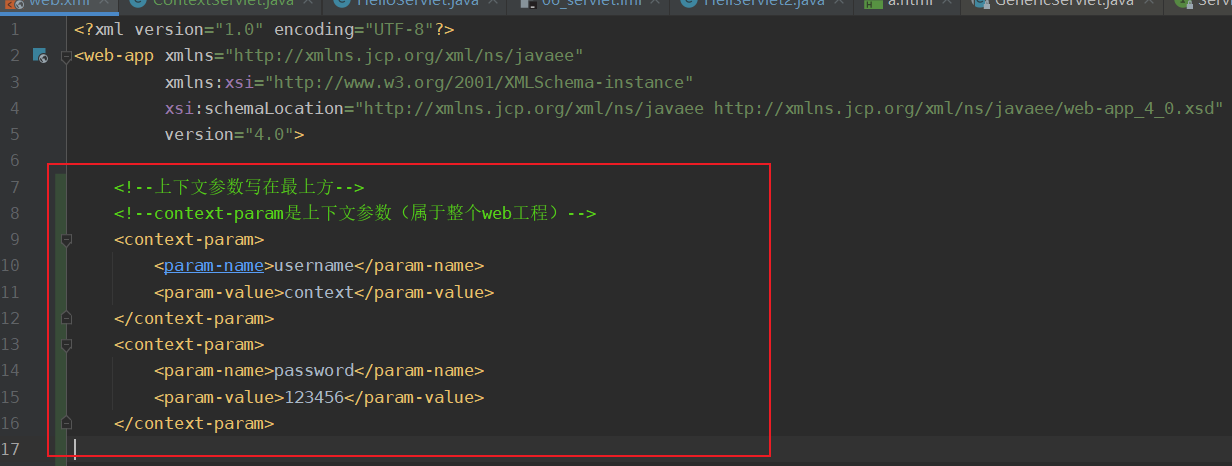 web.xml ContextServlet.java HelloServlet.java 06_servlet.iml HelloServlet2.java a.html GenericServlet.java
1 <?xml version="1.0" encoding="UTF-8"?>
2 <web-app xmlns="http://xmlns.jcp.org/xml/ns/javaee"
3 xmlns:xsi="http://www.w3.org/2001/XMLSchema-instance"
4 xsi:schemaLocation="http://xmlns.jcp.org/xml/ns/javaee http://xmlns.jcp.org/xml/ns/javaee/web-app_4_0.xsd"
5 version="4.0">
6
7 <!--上下文参数写在最上方-->
8 <!--context-param是上下文参数（属于整个web工程）-->
9 <context-param>
10 <param-name>username</param-name>
11 <param-value>context</param-value>
12 </context-param>
13 <context-param>
14 <param-name>password</param-name>
15 <param-value>123456</param-value>
16 </context-param>
17